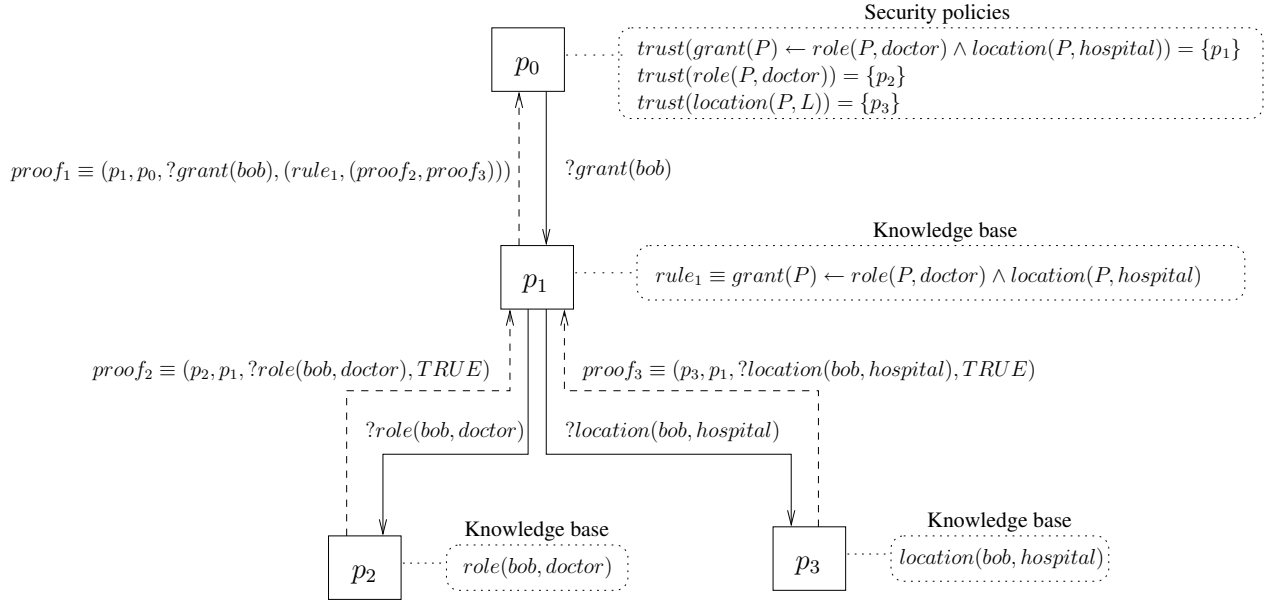 Security policies
p₀
trust(grant(P) ← role(P, doctor) ∧ location(P, hospital)) = {p₁}
trust(role(P, doctor)) = {p₂}
trust(location(P, L)) = {p₃}
proof₁ ≡ (p₁, p₀, ?grant(bob), (rule₁, (proof₂, proof₃)))
?grant(bob)
Knowledge base
p₁
rule₁ ≡ grant(P) ← role(P, doctor) ∧ location(P, hospital)
proof₂ ≡ (p₂, p₁, ?role(bob, doctor), TRUE)
proof₃ ≡ (p₃, p₁, ?location(bob, hospital), TRUE)
?role(bob, doctor)
?location(bob, hospital)
Knowledge base
p₂
role(bob, doctor)
Knowledge base
p₃
location(bob, hospital)